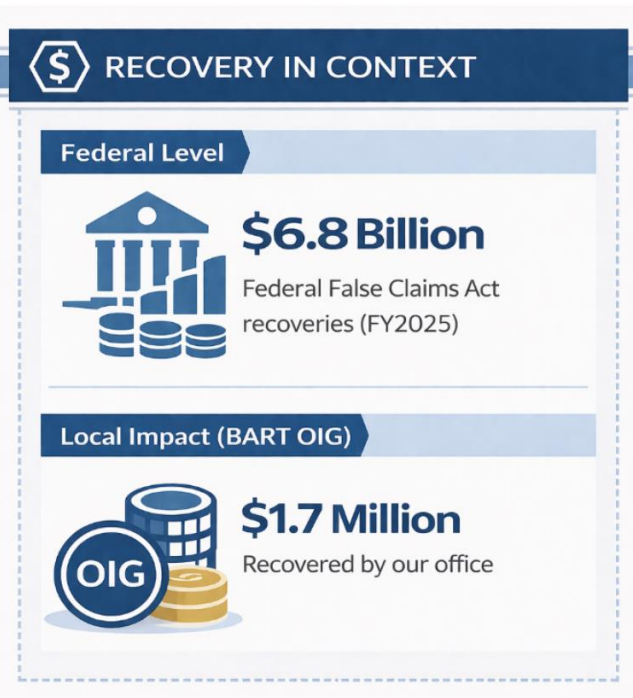 $ RECOVERY IN CONTEXT
Federal Level
$6.8 Billion
Federal False Claims Act
recoveries (FY2025)
Local Impact (BART OIG)
$1.7 Million
OIG
Recovered by our office